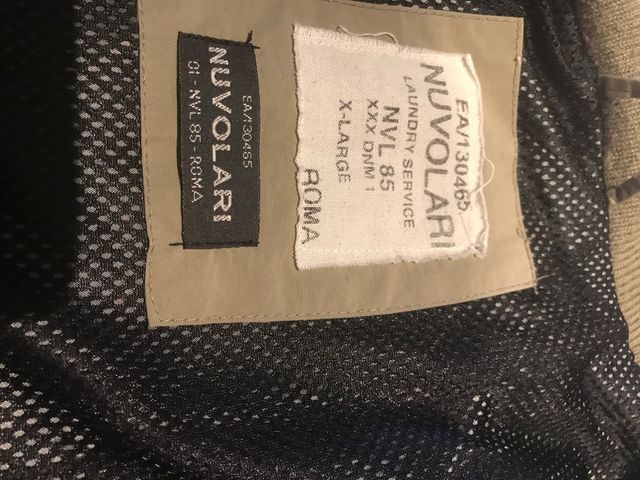 EA/130465
NUVOLARI
LAUNDRY SERVICE
NVL 85
XXX DNM 1
X-LARGE
ROMA
EA/130465
NUVOLARI
01 - NVL 85 - ROMA